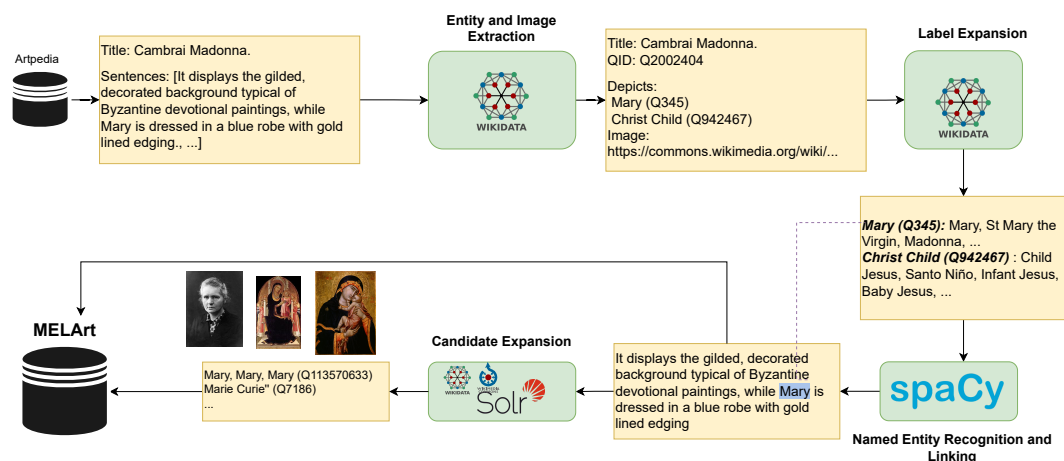 Entity and Image
Extraction
Label Expansion
Artpedia
Title: Cambrai Madonna.
Sentences: [It displays the gilded,
decorated background typical of
Byzantine devotional paintings, while
Mary is dressed in a blue robe with gold
lined edging., ...]
WIKIDATA
Title: Cambrai Madonna.
QID: Q2002404
Depicts:
Mary (Q345)
Christ Child (Q942467)
Image:
https://commons.wikimedia.org/wiki/...
WIKIDATA
Mary (Q345): Mary, St Mary the
Virgin, Madonna, ...
Christ Child (Q942467) : Child
Jesus, Santo Niño, Infant Jesus,
Baby Jesus, ...
MELArt
Candidate Expansion
Mary, Mary, Mary (Q113570633)
Marie Curie" (Q7186)
...
WIKIDATA
Solr
It displays the gilded, decorated
background typical of Byzantine
devotional paintings, while Mary is
dressed in a blue robe with gold
lined edging
spaCy
Named Entity Recognition and
Linking